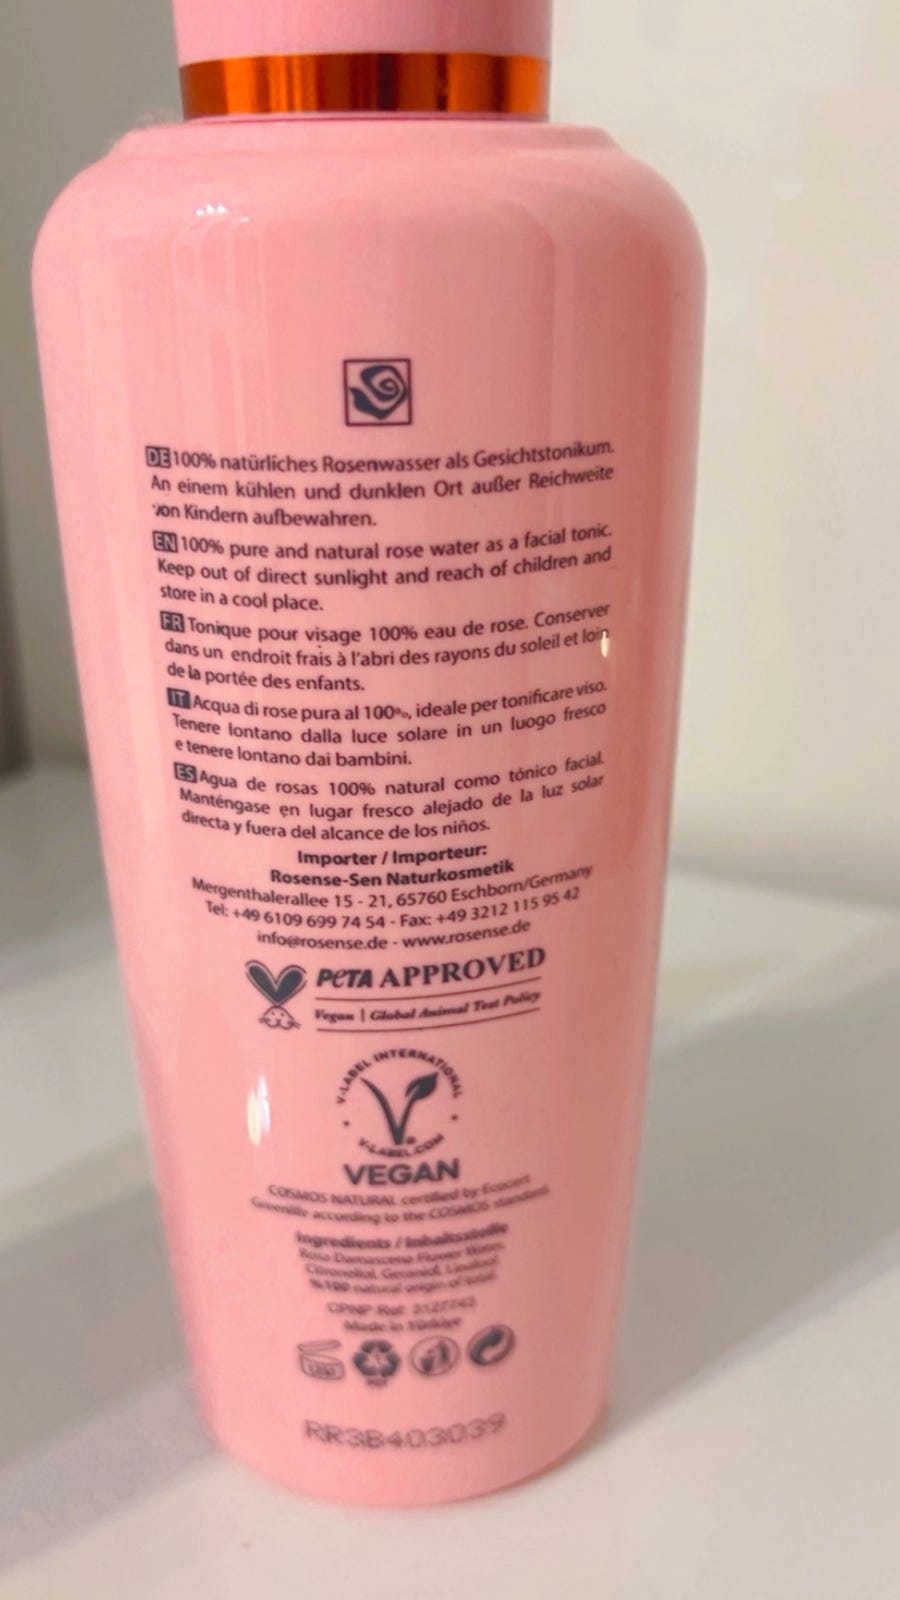 DE 100% natürliches Rosenwasser als Gesichtstonikum.
An einem kühlen und dunklen Ort außer Reichweite
von Kindern aufbewahren.
EN 100% pure and natural rose water as a facial tonic.
Keep out of direct sunlight and reach of children and
store in a cool place.
FR Tonique pour visage 100% eau de rose. Conserver
dans un endroit frais à l'abri des rayons du soleil et loin
de la portée des enfants.
IT Acqua di rose pura al 100%, ideale per tonificare viso.
Tenere lontano dalla luce solare in un luogo fresco
e tenere lontano dai bambini.
ES Agua de rosas 100% natural como tónico facial.
Manténgase en lugar fresco alejado de la luz solar
directa y fuera del alcance de los niños.
Importer / Importeur:
Rosense-Sen Naturkosmetik
Mergenthalerallee 15 - 21, 65760 Eschborn/Germany
Tel: +49 6109 699 74 54 - Fax: +49 3212 115 95 42
info@rosense.de - www.rosense.de
PETA APPROVED
Vegan | Global Animal Test Policy
V-LABEL INTERNATIONAL
V-LABEL.COM
VEGAN
COSMOS NATURAL certified by Ecocert
Greenlife according to the COSMOS standard.
Ingredients / Inhaltsstoffe
Rosa Damascena Flower Water,
Citronellol, Geraniol, Linalool.
%100 natural origin of total.
CPNP Ref:
Made in Türkiye
RR3B403039